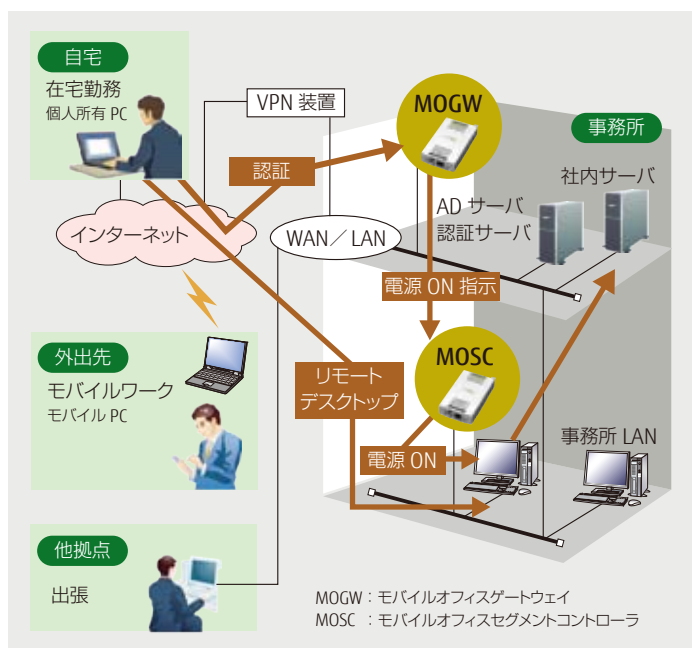 自宅
在宅勤務
個人所有 PC
VPN 装置
MOGW
事務所
認証
社内サーバ
AD サーバ
認証サーバ
インターネット
WAN/LAN
電源 ON 指示
外出先
モバイルワーク
モバイル PC
リモート
デスクトップ
MOSC
電源 ON
事務所 LAN
他拠点
出張
MOGW：モバイルオフィスゲートウェイ
MOSC ：モバイルオフィスセグメントコントローラ